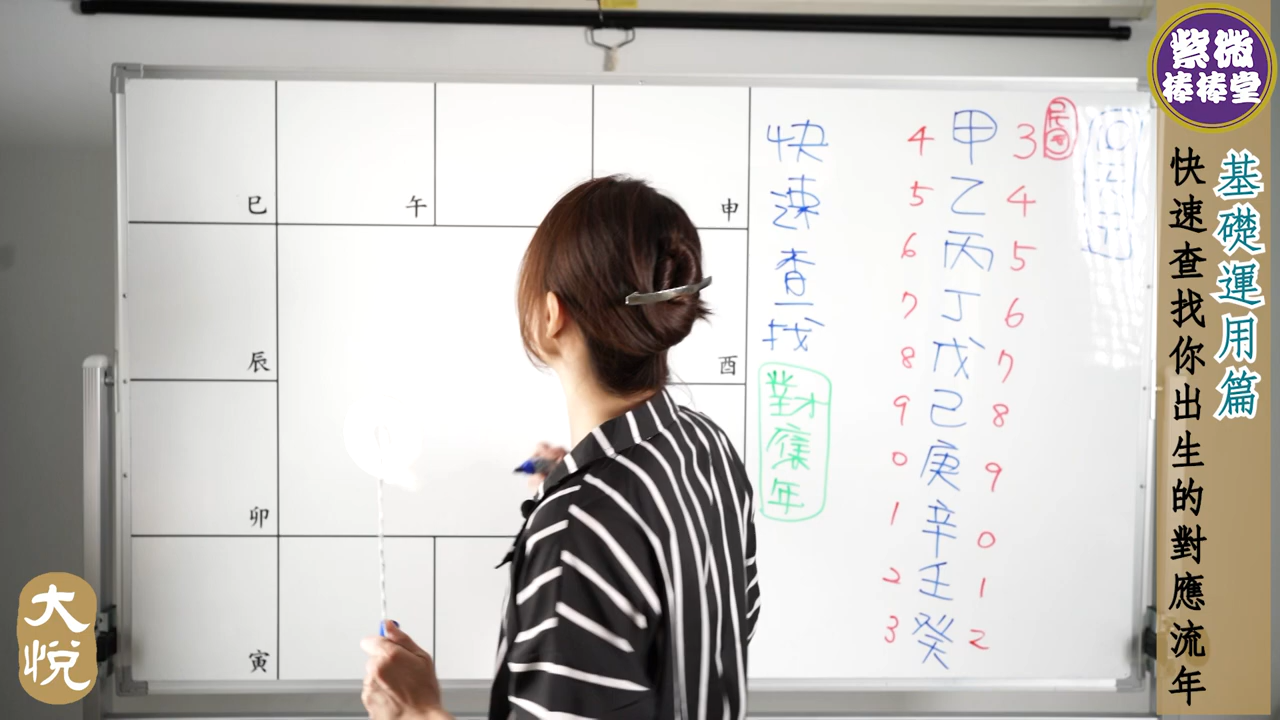 紫微
棒棒堂
基礎運用篇
快速查找你出生的對應流年
大悅
巳
午
申
辰
酉
卯
寅
快速查找
對應年
民國
4 甲 3
5 乙 4
6 丙 5
7 丁 6
8 戊 7
9 己 8
0 庚 9
1 辛 0
2 壬 1
3 癸 2